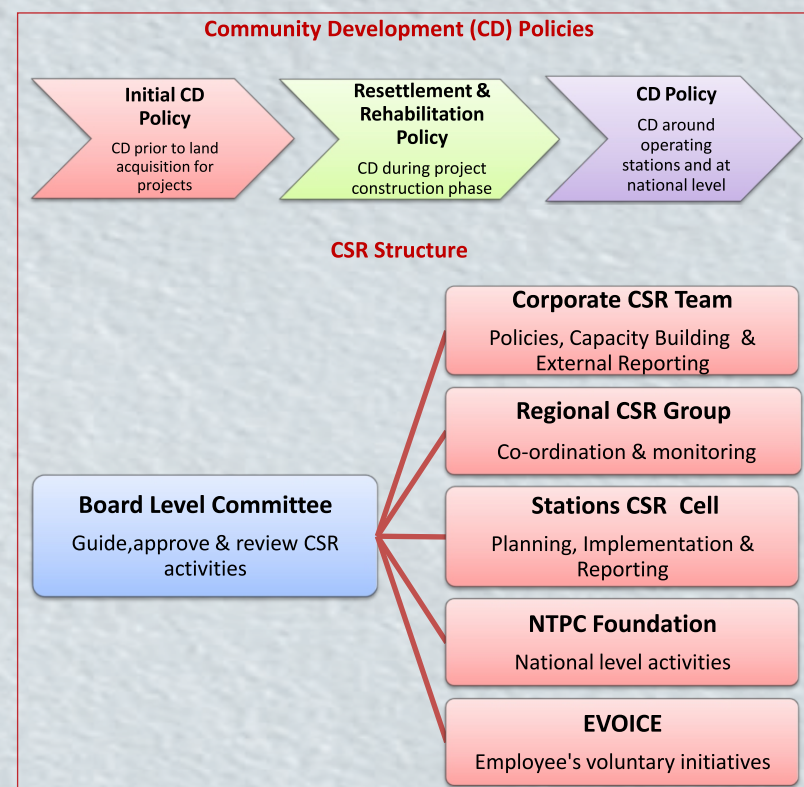 Community Development (CD) Policies
Initial CD
Policy
CD prior to land
acquisition for
projects
Resettlement &
Rehabilitation
Policy
CD during project
construction phase
CD Policy
CD around
operating
stations and at
national level
CSR Structure
Board Level Committee
Guide,approve & review CSR
activities
Corporate CSR Team
Policies, Capacity Building &
External Reporting
Regional CSR Group
Co-ordination & monitoring
Stations CSR Cell
Planning, Implementation &
Reporting
NTPC Foundation
National level activities
EVOICE
Employee's voluntary initiatives